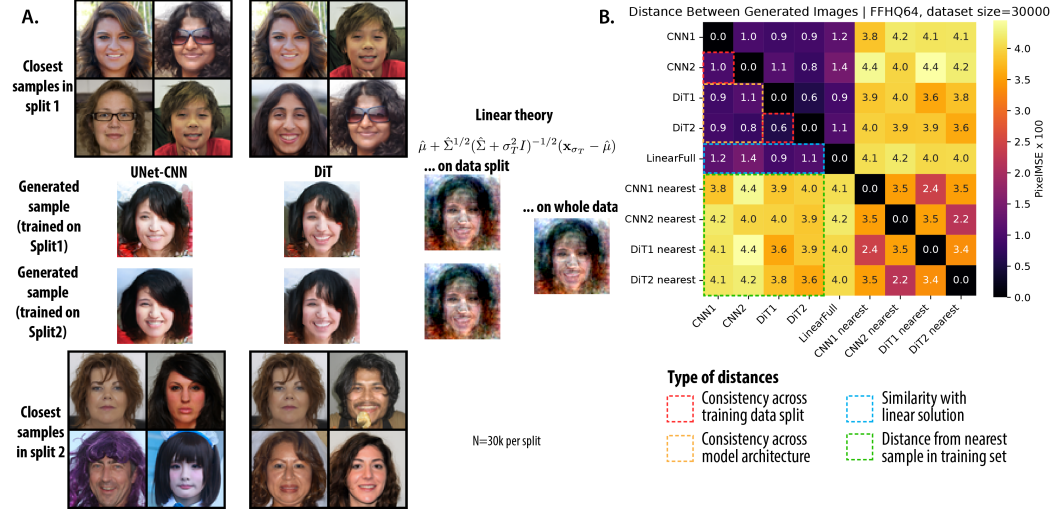 A.
Closest
samples in
split 1
Linear theory
$\hat{\mu} + \hat{\Sigma}^{1/2}(\hat{\Sigma} + \sigma_T^2 I)^{-1/2}(\mathbf{x}_{\sigma_T} - \hat{\mu})$
... on data split
... on whole data
UNet-CNN
DiT
Generated
sample
(trained on
Split1)
Generated
sample
(trained on
Split2)
Closest
samples
in split 2
N=30k per split
B.
Distance Between Generated Images | FFHQ64, dataset size=30000
CNN1 0.0 1.0 0.9 0.9 1.2 3.8 4.2 4.1 4.1
CNN2 1.0 0.0 1.1 0.8 1.4 4.4 4.0 4.4 4.2
DiT1 0.9 1.1 0.0 0.6 0.9 3.9 4.0 3.6 3.8
DiT2 0.9 0.8 0.6 0.0 1.1 4.0 3.9 3.9 3.6
LinearFull 1.2 1.4 0.9 1.1 0.0 4.1 4.2 4.0 4.0
CNN1 nearest 3.8 4.4 3.9 4.0 4.1 0.0 3.5 2.4 3.5
CNN2 nearest 4.2 4.0 4.0 3.9 4.2 3.5 0.0 3.5 2.2
DiT1 nearest 4.1 4.4 3.6 3.9 4.0 2.4 3.5 0.0 3.4
DiT2 nearest 4.1 4.2 3.8 3.6 4.0 3.5 2.2 3.4 0.0
CNN1
CNN2
DiT1
DiT2
LinearFull
CNN1 nearest
CNN2 nearest
DiT1 nearest
DiT2 nearest
4.0
3.5
3.0
2.5
2.0
1.5
1.0
0.5
0.0
PixelMSE x 100
Type of distances
Consistency across
training data split
Similarity with
linear solution
Consistency across
model architecture
Distance from nearest
sample in training set